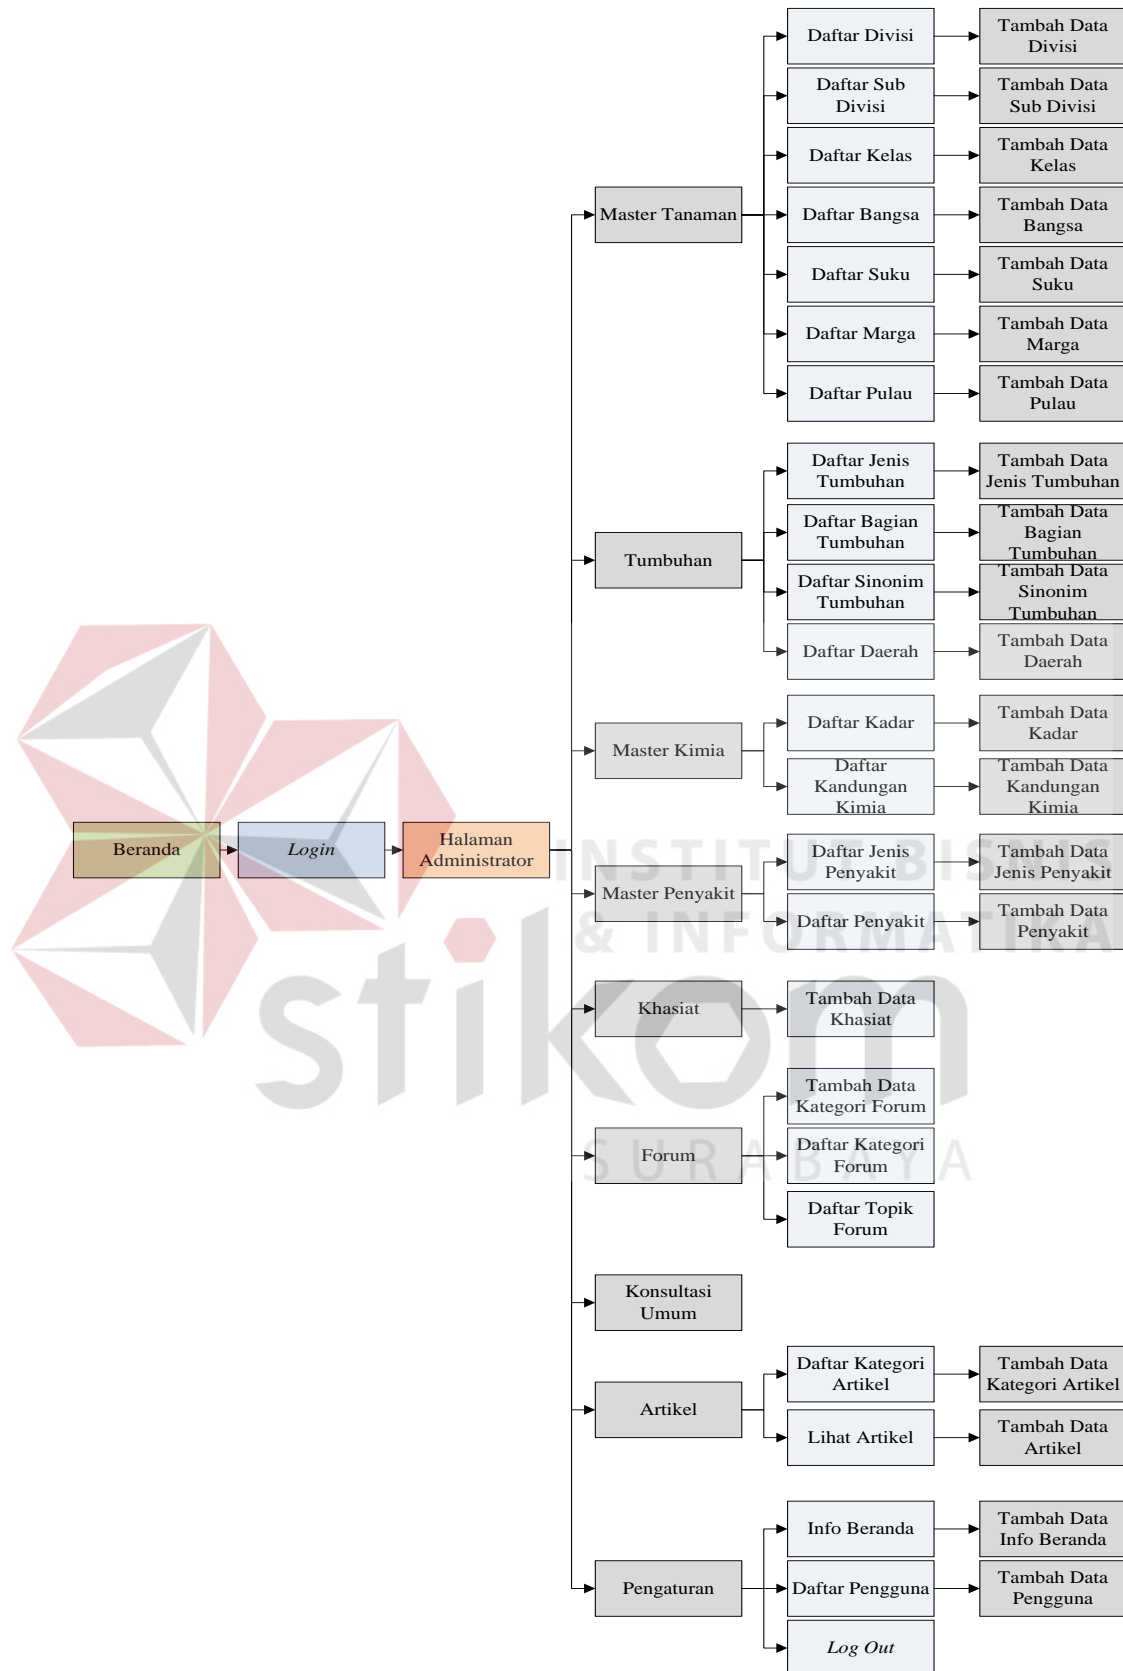 Daftar Divisi
Tambah Data
Divisi
Daftar Sub
Divisi
Tambah Data
Sub Divisi
Daftar Kelas
Tambah Data
Kelas
Master Tanaman
Daftar Bangsa
Tambah Data
Bangsa
Daftar Suku
Tambah Data
Suku
Daftar Marga
Tambah Data
Marga
Daftar Pulau
Tambah Data
Pulau
Daftar Jenis
Tumbuhan
Tambah Data
Jenis Tumbuhan
Tumbuhan
Daftar Bagian
Tumbuhan
Tambah Data
Bagian
Tumbuhan
Daftar Sinonim
Tumbuhan
Tambah Data
Sinonim
Tumbuhan
Daftar Daerah
Tambah Data
Daerah
Master Kimia
Daftar Kadar
Tambah Data
Kadar
Daftar
Kandungan
Kimia
Tambah Data
Kandungan
Kimia
Beranda
Login
Halaman
Administrator
Master Penyakit
Daftar Jenis
Penyakit
Tambah Data
Jenis Penyakit
Daftar Penyakit
Tambah Data
Penyakit
Khasiat
Tambah Data
Khasiat
Forum
Tambah Data
Kategori Forum
Daftar Kategori
Forum
Daftar Topik
Forum
Konsultasi
Umum
Artikel
Daftar Kategori
Artikel
Tambah Data
Kategori Artikel
Lihat Artikel
Tambah Data
Artikel
Pengaturan
Info Beranda
Tambah Data
Info Beranda
Daftar Pengguna
Tambah Data
Pengguna
Log Out
INSTITUT BISNIS
& INFORMATIKA
stikom
SURABAYA